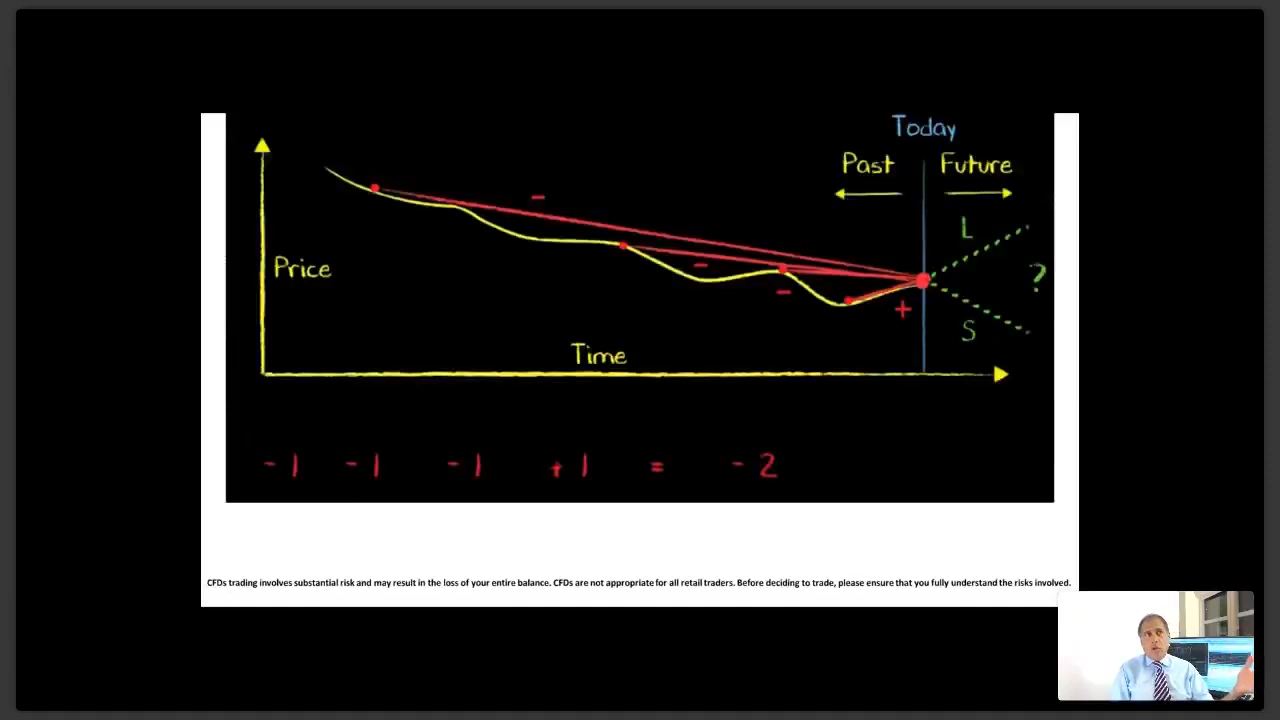 Today
Past Future
L
Price
?
S
Time
-
-
-
+
-1 -1 -1 +1 = -2
CFDs trading involves substantial risk and may result in the loss of your entire balance. CFDs are not appropriate for all retail traders. Before deciding to trade, please ensure that you fully understand the risks involved.